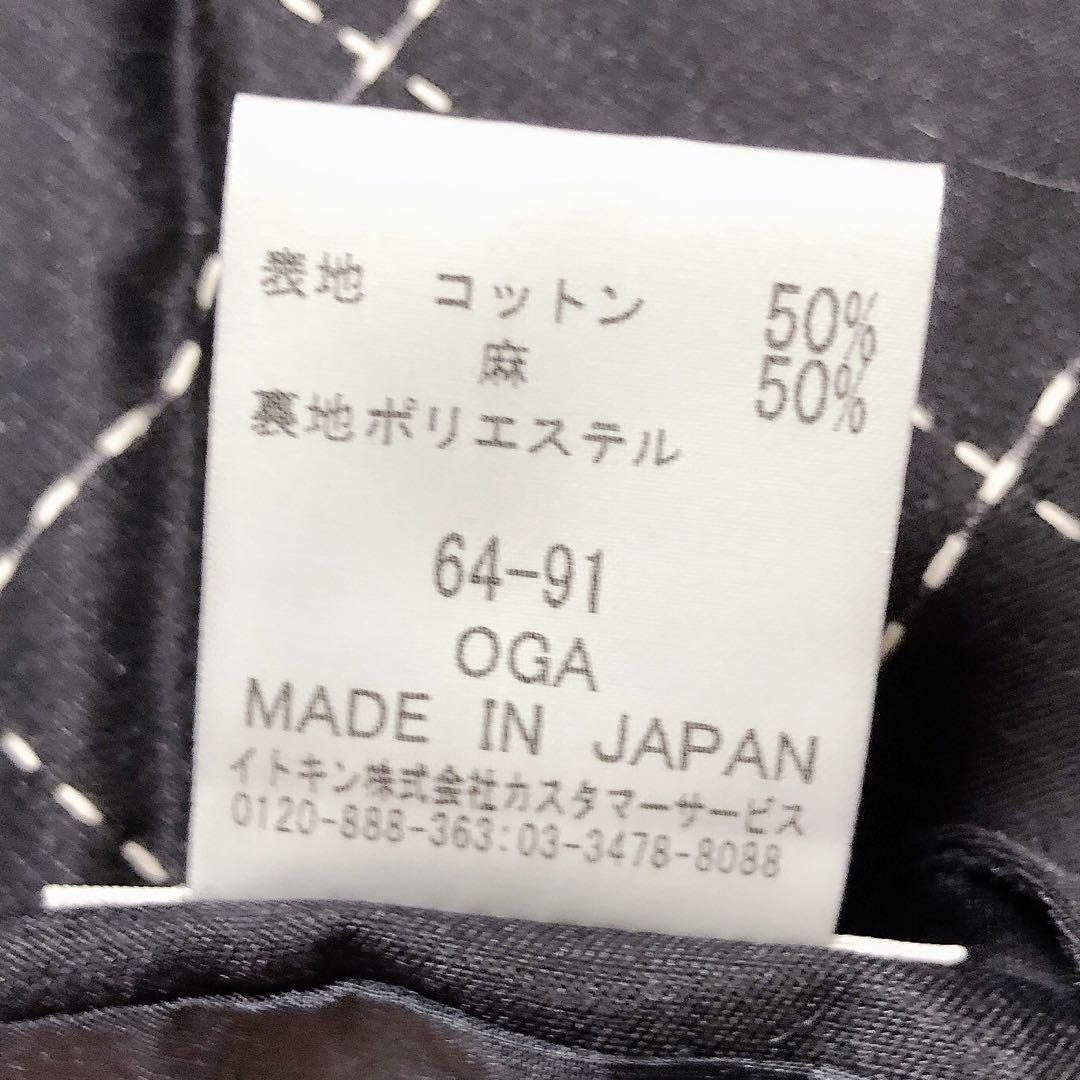 表地 コットン 50%
麻 50%
裏地ポリエステル
64-91
OGA
MADE IN JAPAN
イトキン株式会社カスタマーサービス
0120-888-363:03-3478-8088